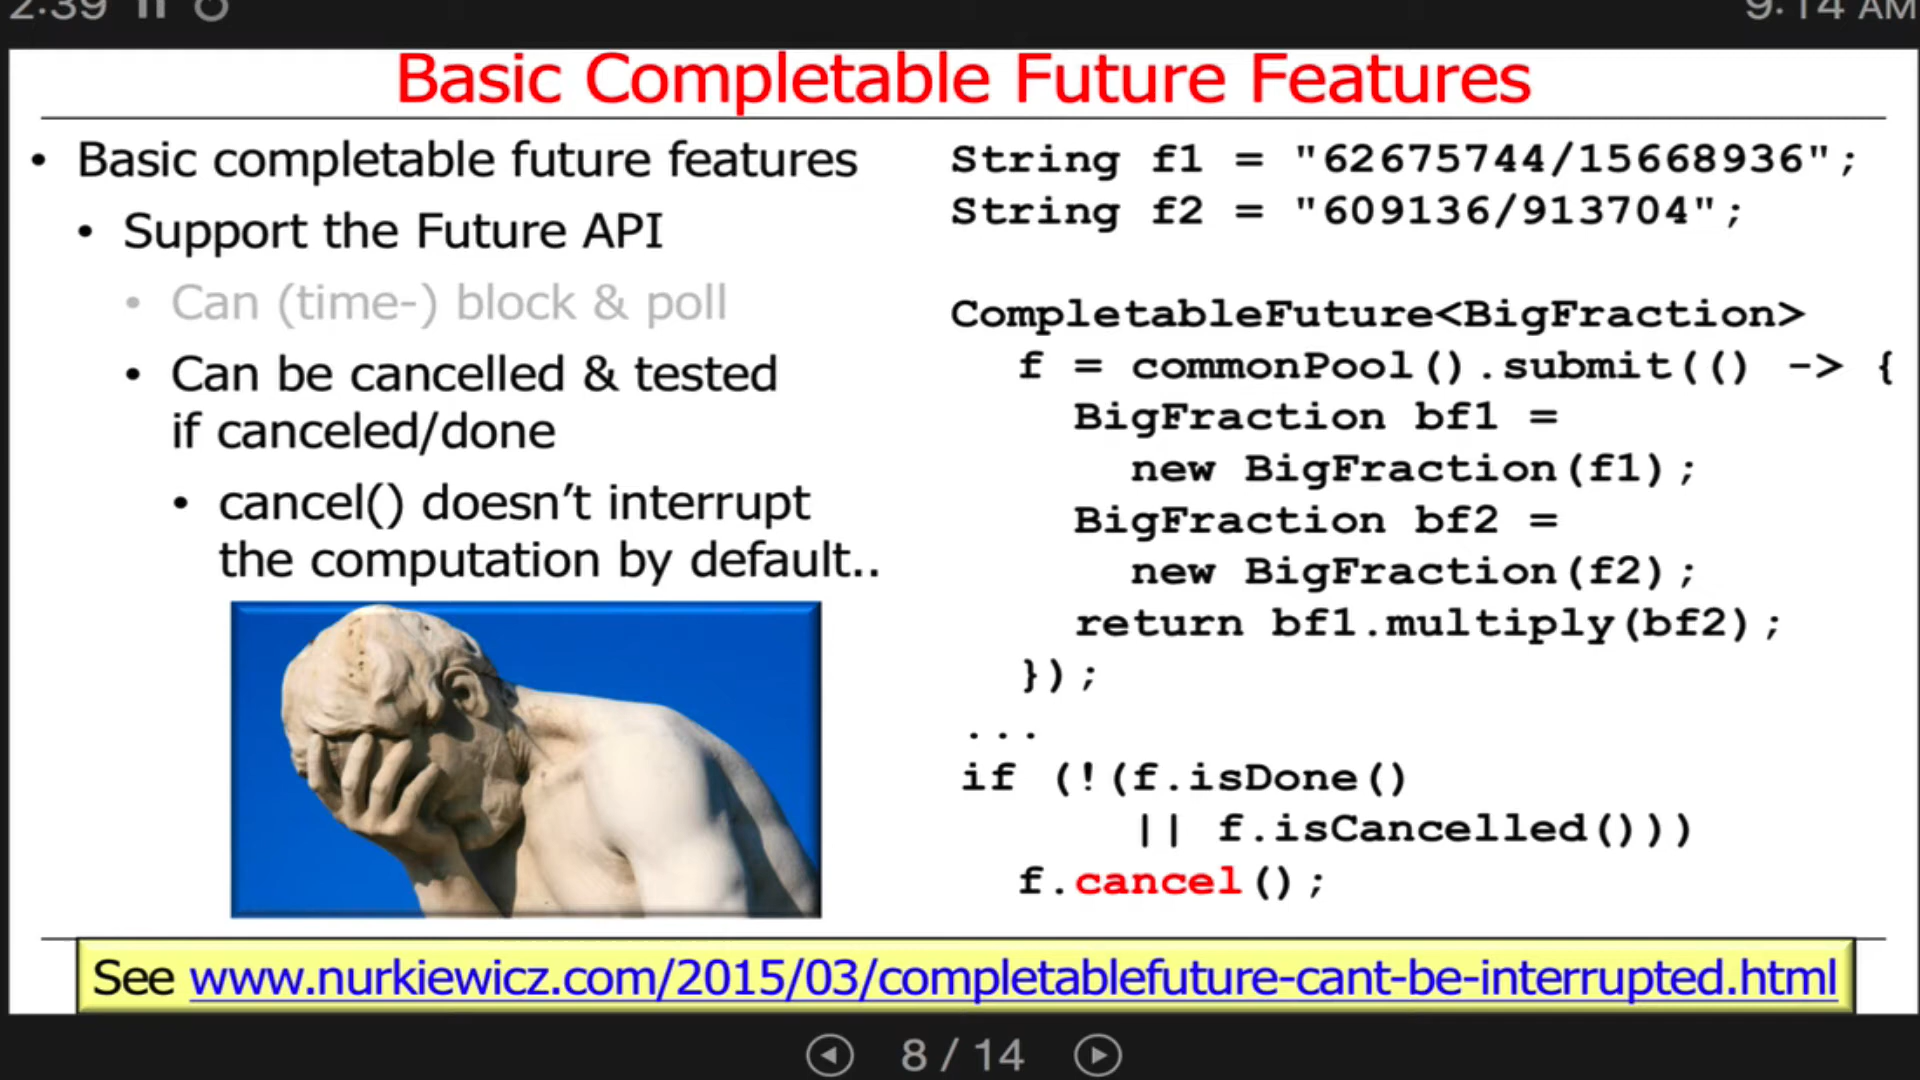 2:39
9:14 AM
Basic Completable Future Features
• Basic completable future features
• Support the Future API
• Can (time-) block & poll
• Can be cancelled & tested
if canceled/done
• cancel() doesn’t interrupt
the computation by default..
String f1 = "62675744/15668936";
String f2 = "609136/913704";
CompletableFuture<BigFraction>
f = commonPool().submit(() -> {
BigFraction bf1 =
new BigFraction(f1);
BigFraction bf2 =
new BigFraction(f2);
return bf1.multiply(bf2);
});
...
if (!(f.isDone()
|| f.isCancelled()))
f.cancel();
See www.nurkiewicz.com/2015/03/completablefuture-cant-be-interrupted.html
8 / 14